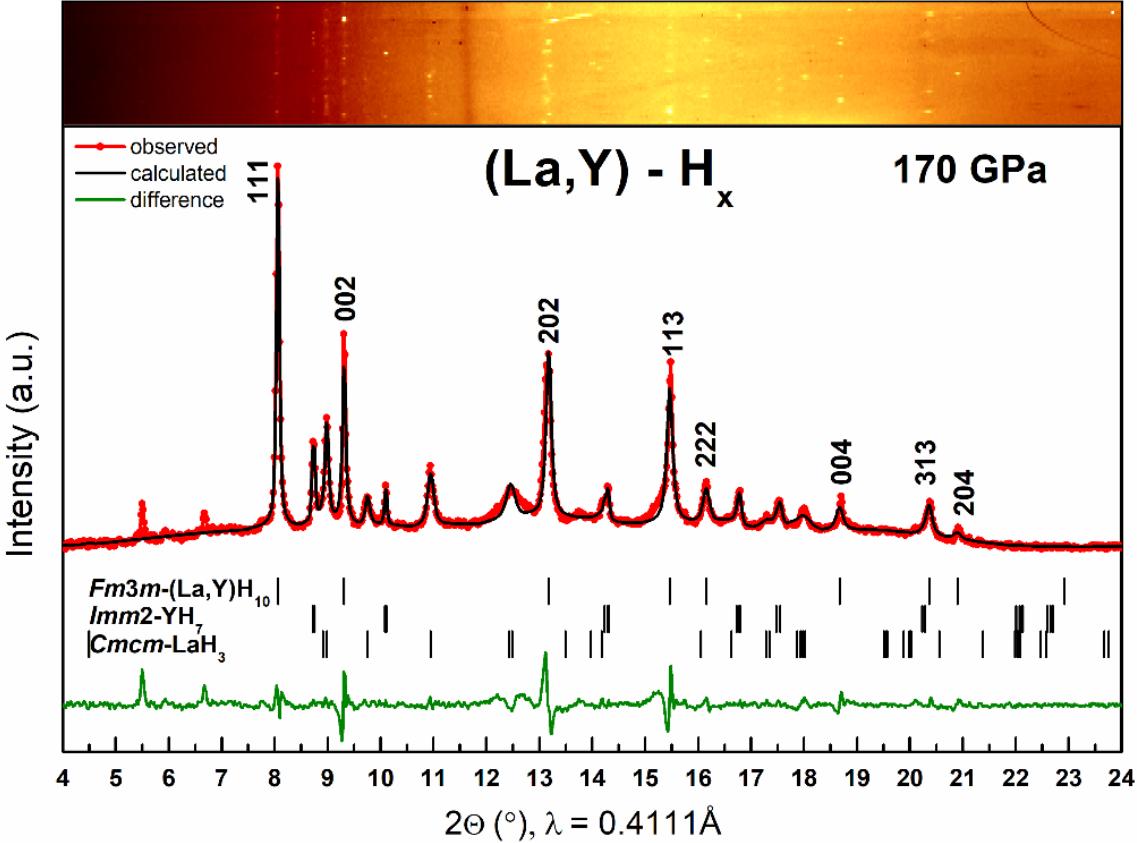 observed
calculated
difference
(La,Y) - Hx
170 GPa
111
002
202
113
222
004
313
204
Intensity (a.u.)
Fm3m-(La,Y)H10
Imm2-YH7
Cmcm-LaH3
4 5 6 7 8 9 10 11 12 13 14 15 16 17 18 19 20 21 22 23 24
2Θ (°), λ = 0.4111Å